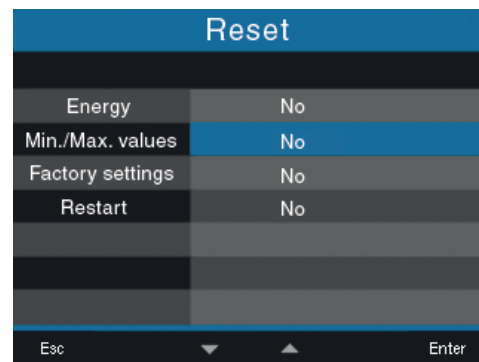 Reset
Energy No
Min./Max. values No
Factory settings No
Restart No
Esc Enter